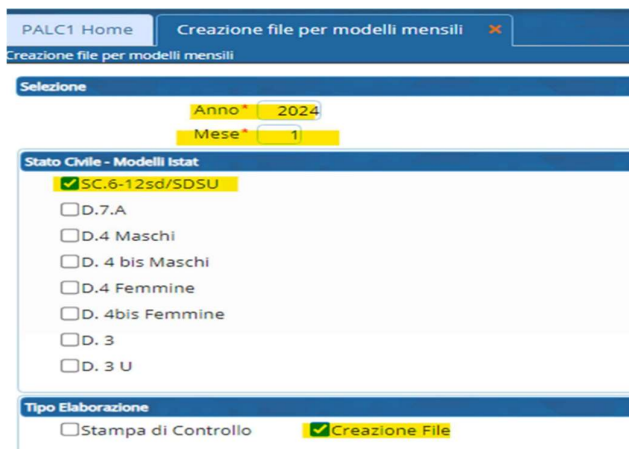 PALC1 Home Creazione file per modelli mensili ×
Creazione file per modelli mensili
Selezione
Anno* 2024
Mese* 1
Stato Civile - Modelli Istat
SC.6-12sd/SDSU
D.7.A
D.4 Maschi
D. 4 bis Maschi
D.4 Femmine
D. 4bis Femmine
D. 3
D. 3 U
Tipo Elaborazione
Stampa di Controllo Creazione File